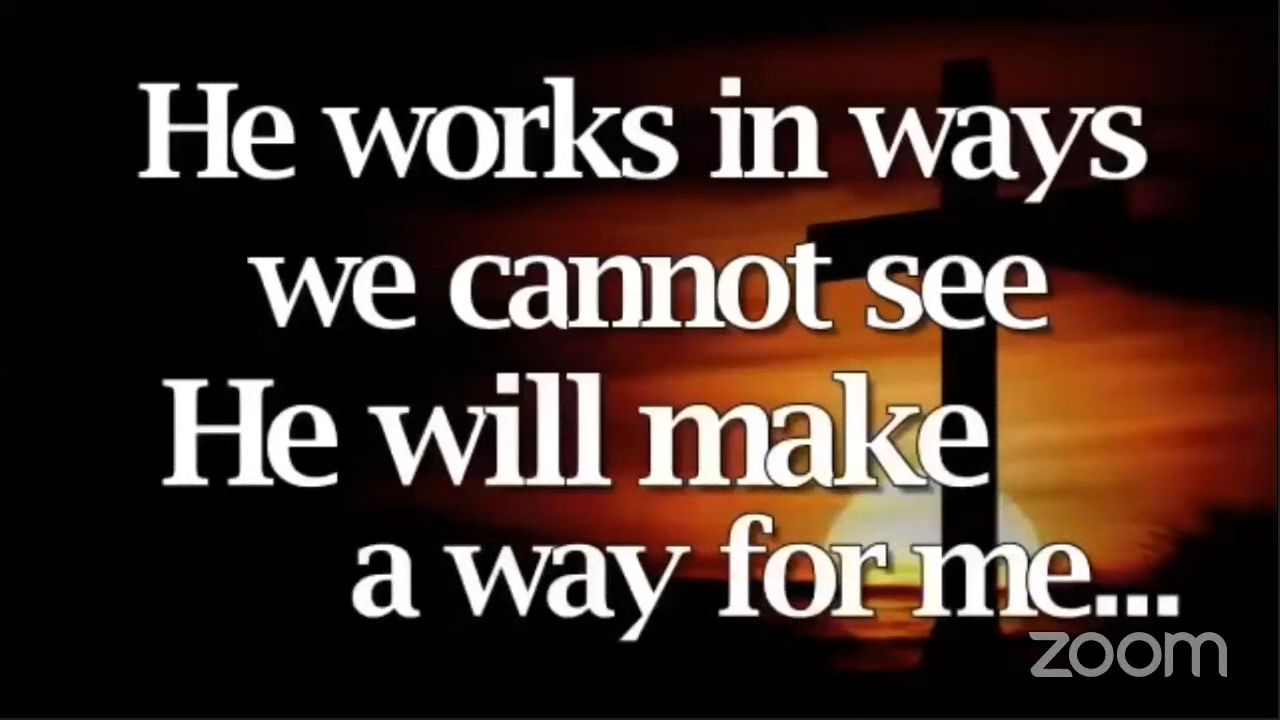 He works in ways
we cannot see
He will make
a way for me...
zoom